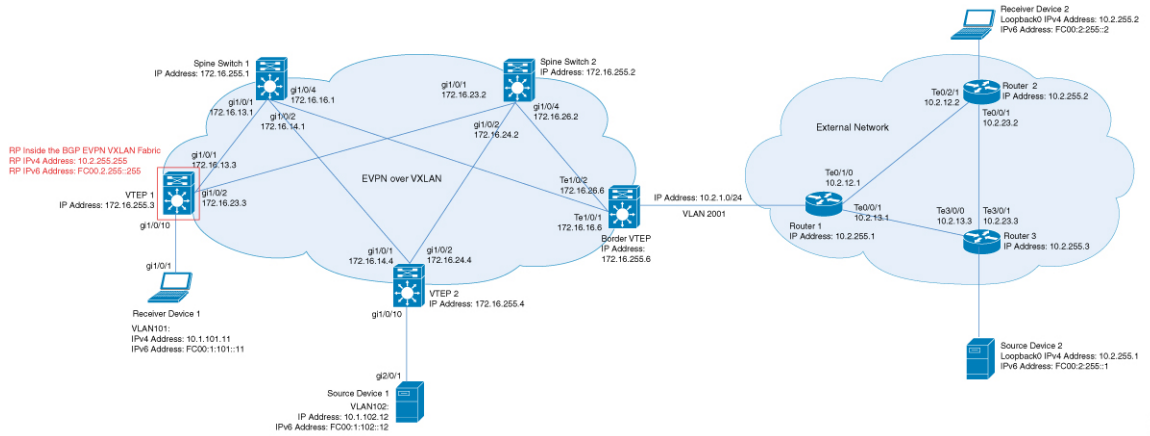 Receiver Device 2
Loopback0 IPv4 Address: 10.2.255.2
IPv6 Address: FC00:2:255::2
Spine Switch 1
IP Address: 172.16.255.1
Spine Switch 2
IP Address: 172.16.255.2
gi1/0/1
172.16.13.1
gi1/0/4
172.16.16.1
gi1/0/2
172.16.14.1
gi1/0/1
172.16.23.2
gi1/0/4
172.16.26.2
gi1/0/2
172.16.24.2
Te0/2/1
10.2.12.2
Router 2
IP Address: 10.2.255.2
Te0/0/1
10.2.23.2
External Network
RP Inside the BGP EVPN VXLAN Fabric
RP IPv4 Address: 10.2.255.255
RP IPv6 Address: FC00.2.255::255
gi1/0/1
172.16.13.3
VTEP 1
IP Address: 172.16.255.3
gi1/0/2
172.16.23.3
gi1/0/10
EVPN over VXLAN
Te1/0/2
172.16.26.6
Te1/0/1
172.16.16.6
Border VTEP
IP Address:
172.16.255.6
IP Address: 10.2.1.0/24
VLAN 2001
Te0/1/0
10.2.12.1
Te0/0/1
10.2.13.1
Router 1
IP Address: 10.2.255.1
Te3/0/0
10.2.13.3
Te3/0/1
10.2.23.3
Router 3
IP Address: 10.2.255.3
gi1/0/1
172.16.14.4
gi1/0/2
172.16.24.4
VTEP 2
IP Address: 172.16.255.4
gi1/0/10
gi1/0/1
Receiver Device 1
VLAN101:
IPv4 Address: 10.1.101.11
IPv6 Address: FC00:1:101::11
gi2/0/1
Source Device 1
VLAN102:
IP Address: 10.1.102.12
IPv6 Address: FC00:1:102::12
Source Device 2
Loopback0 IPv4 Address: 10.2.255.1
IPv6 Address: FC00:2:255::1